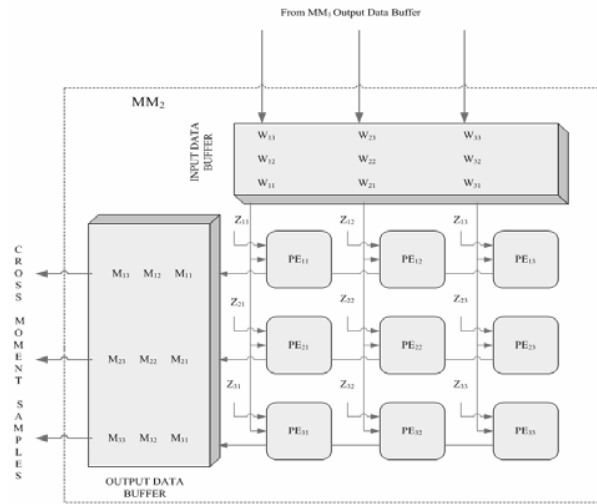 From MM₁ Output Data Buffer
MM₂
INPUT DATA
BUFFER
W₁₃ W₂₃ W₃₃
W₁₂ W₂₂ W₃₂
W₁₁ W₂₁ W₃₁
Z₁₁ Z₁₂ Z₁₃
PE₁₁ PE₁₂ PE₁₃
M₁₃ M₁₂ M₁₁
Z₂₁ Z₂₂ Z₂₃
PE₂₁ PE₂₂ PE₂₃
M₂₃ M₂₂ M₂₁
Z₃₁ Z₃₂ Z₃₃
PE₃₁ PE₃₂ PE₃₃
M₃₃ M₃₂ M₃₁
CROSS MOMENT SAMPLES
OUTPUT DATA
BUFFER